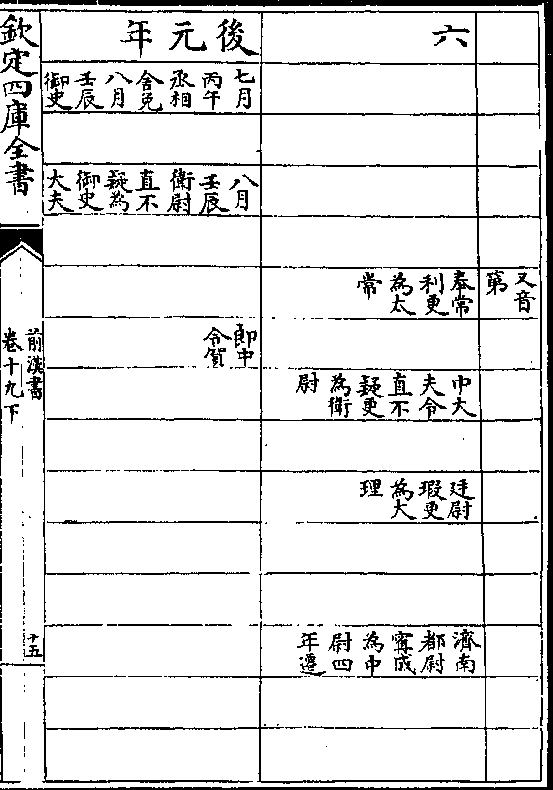 又音
第
六
奉常
利更
為太
常
中大
夫令
直不
疑更
為衛
尉
廷尉
瑕更
為大
理
濟南
都尉
寗成
為中
尉四
年遷
後元年
七月
丙午
丞相
舍免
八月
壬辰
御史
八月
壬辰
衛尉
直不
疑為
御史
大夫
郎中
令賀
欽定四庫全書
前漢書
卷十九下
十五